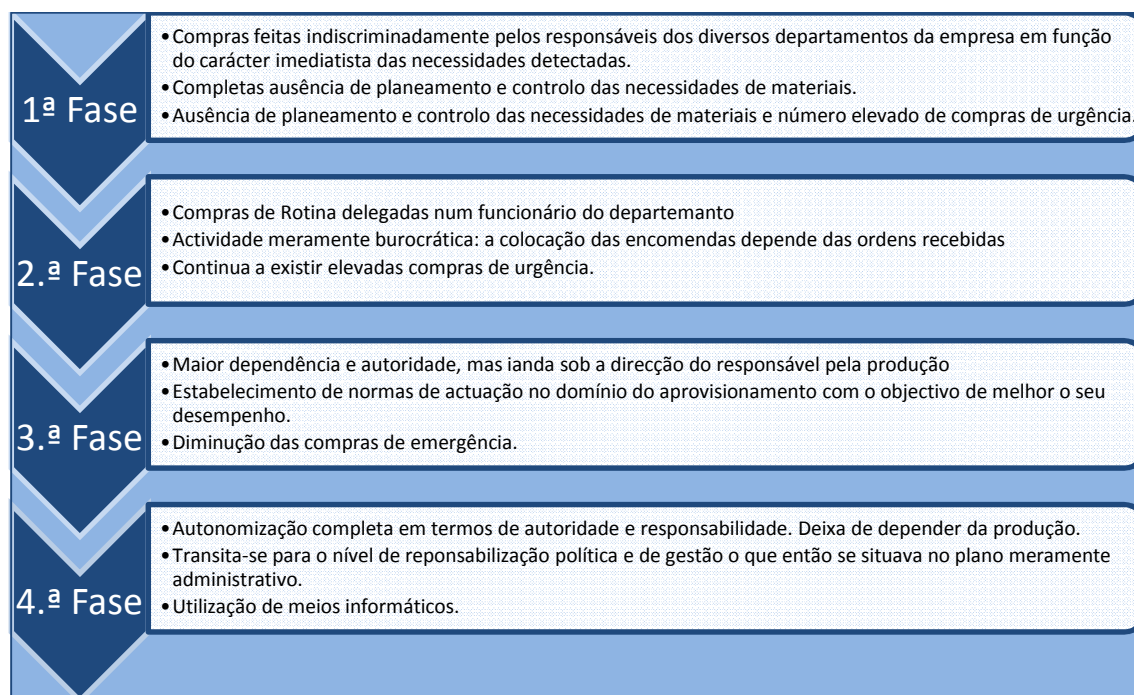 1ª Fase
•Compras feitas indiscriminadamente pelos responsáveis dos diversos departamentos da empresa em função
do carácter imediatista das necessidades detectadas.
•Completas ausência de planeamento e controlo das necessidades de materiais.
•Ausência de planeamento e controlo das necessidades de materiais e número elevado de compras de urgência.
2.ª Fase
•Compras de Rotina delegadas num funcionário do departemanto
•Actividade meramente burocrática: a colocação das encomendas depende das ordens recebidas
•Continua a existir elevadas compras de urgência.
3.ª Fase
•Maior dependência e autoridade, mas ianda sob a direcção do responsável pela produção
•Estabelecimento de normas de actuação no domínio do aprovisionamento com o objectivo de melhor o seu
desempenho.
•Diminução das compras de emergência.
4.ª Fase
•Autonomização completa em termos de autoridade e responsabilidade. Deixa de depender da produção.
•Transita-se para o nível de reponsabilização política e de gestão o que então se situava no plano meramente
administrativo.
•Utilização de meios informáticos.